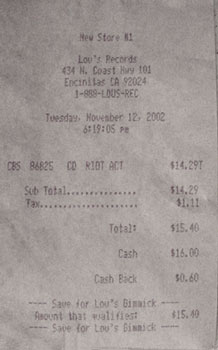 New Store #1
Lou's Records
434 N. Coast Hwy 101
Encinitas CA 92024
1-888-LOUS-REC
Tuesday, November 12, 2002
6:19:05 PM
CBS 86825 CD RIOT ACT $14.29T
Sub Total............... $14.29
Tax..................... $1.11
Total: $15.40
Cash $16.00
Cash Back $0.60
---- Save for Lou's Gimmick ----
Amount that qualifies: $15.40
---- Save for Lou's Gimmick ----